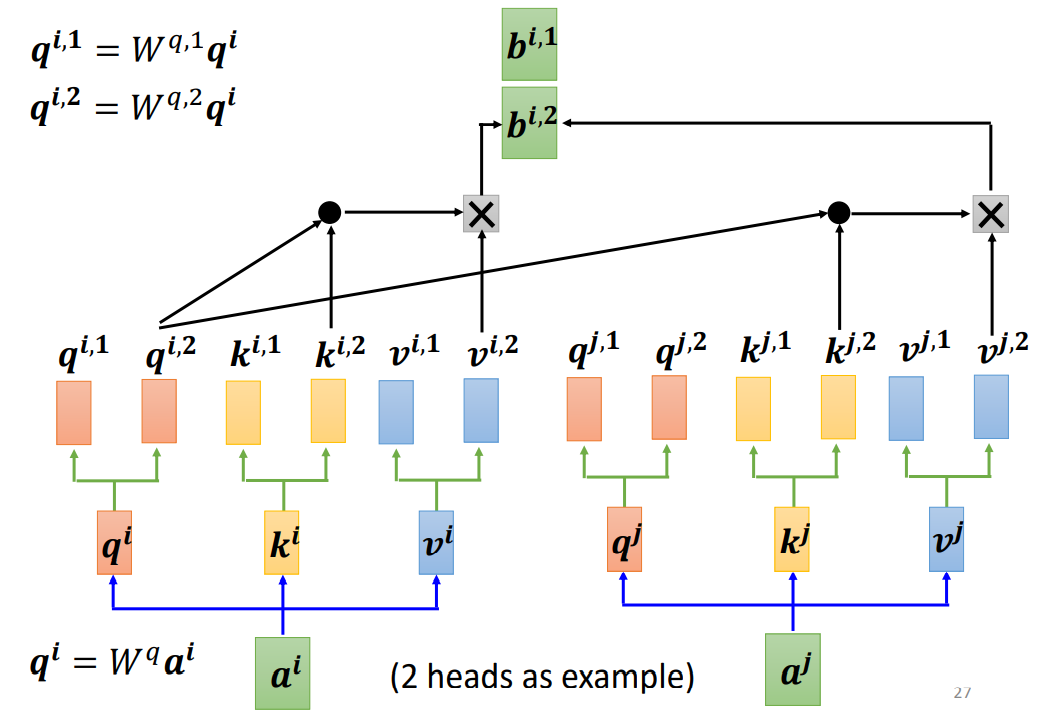 q^{i,1} = W^{q,1}q^i
q^{i,2} = W^{q,2}q^i
b^{i,1}
b^{i,2}
q^{i,1} q^{i,2} k^{i,1} k^{i,2} v^{i,1} v^{i,2} q^{j,1} q^{j,2} k^{j,1} k^{j,2} v^{j,1} v^{j,2}
q^i k^i v^i q^j k^j v^j
q^i = W^q a^i
a^i
(2 heads as example)
a^j
27